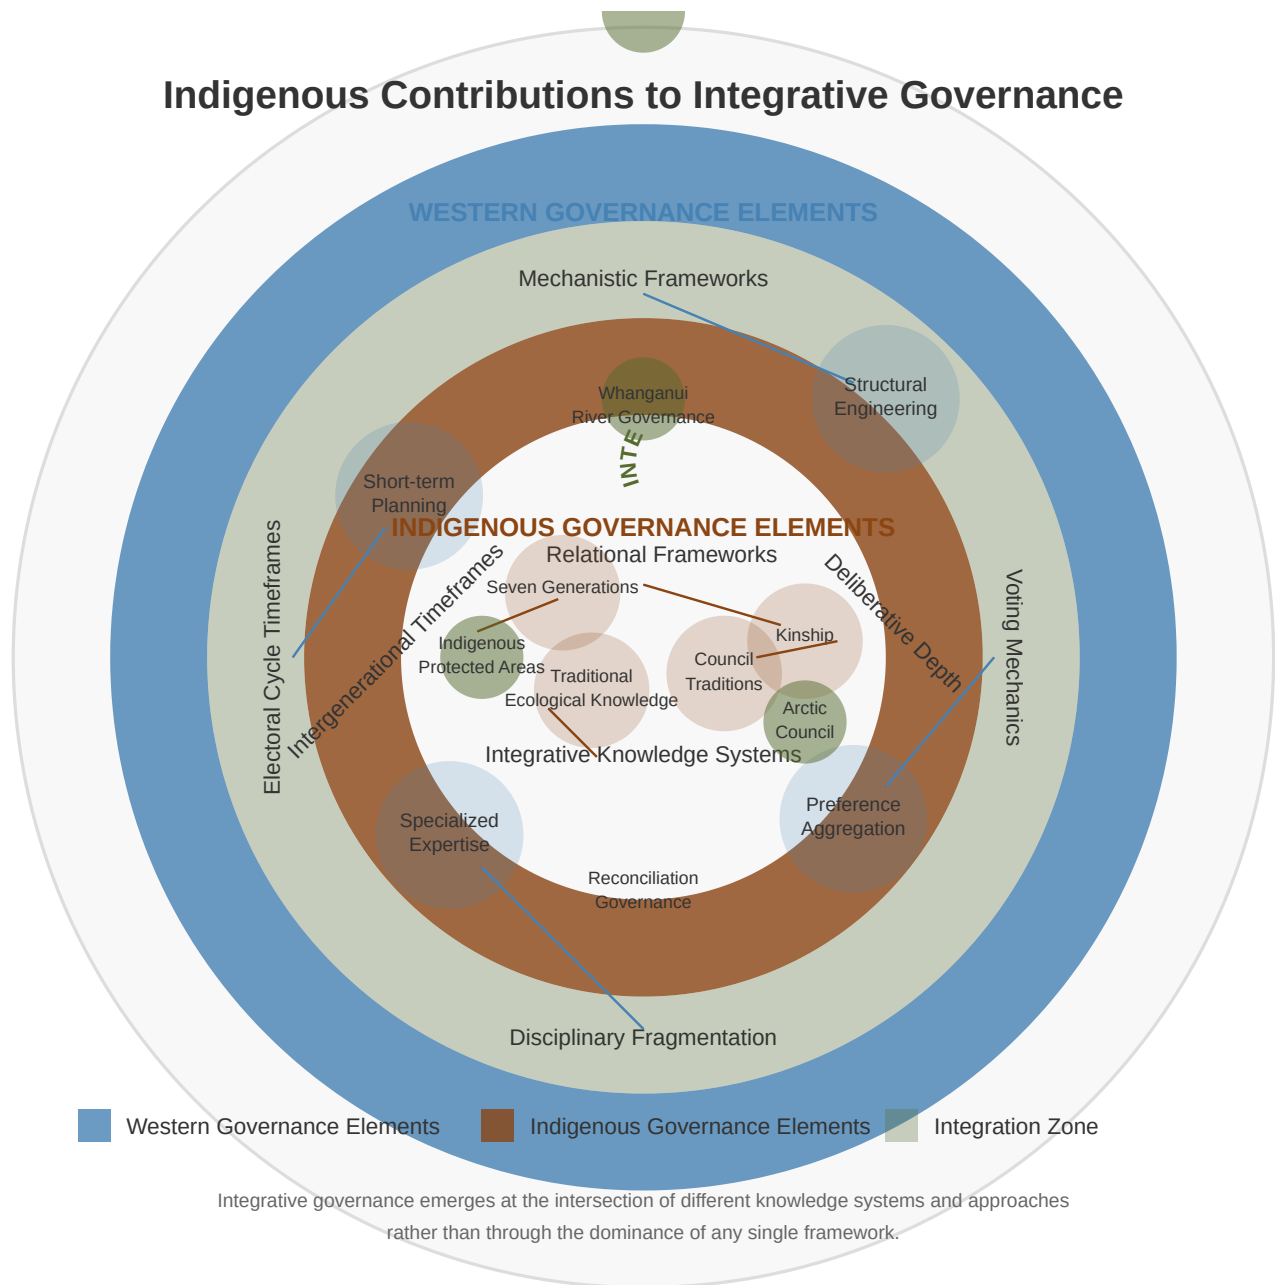 Indigenous Contributions to Integrative Governance
WESTERN GOVERNANCE ELEMENTS
Mechanistic Frameworks
Structural
Engineering
Whanganui
River Governance
INTE
Short-term
Planning
INDIGENOUS GOVERNANCE ELEMENTS
Relational Frameworks
Seven Generations
Electoral Cycle Timeframes
Intergenerational Timeframes
Deliberative Depth
Voting Mechanics
Kinship
Indigenous
Protected Areas
Council
Traditions
Traditional
Ecological Knowledge
Arctic
Council
Integrative Knowledge Systems
Preference
Aggregation
Specialized
Expertise
Reconciliation
Governance
Disciplinary Fragmentation
Western Governance Elements
Indigenous Governance Elements
Integration Zone
Integrative governance emerges at the intersection of different knowledge systems and approaches
rather than through the dominance of any single framework.